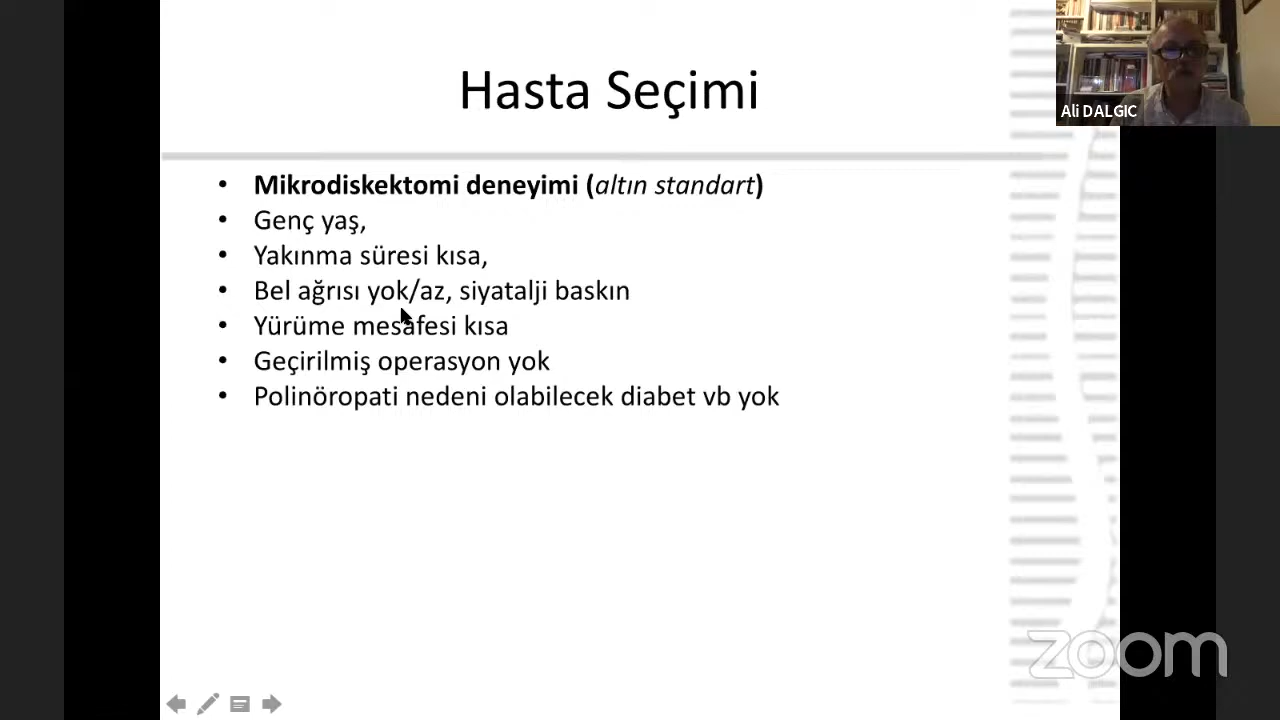 Hasta Seçimi
Ali DALGIC
• Mikrodiskektomi deneyimi (altın standart)
• Genç yaş,
• Yakınma süresi kısa,
• Bel ağrısı yok/az, siyatalji baskın
• Yürüme mesafesi kısa
• Geçirilmiş operasyon yok
• Polinöropati nedeni olabilecek diabet vb yok
zoom